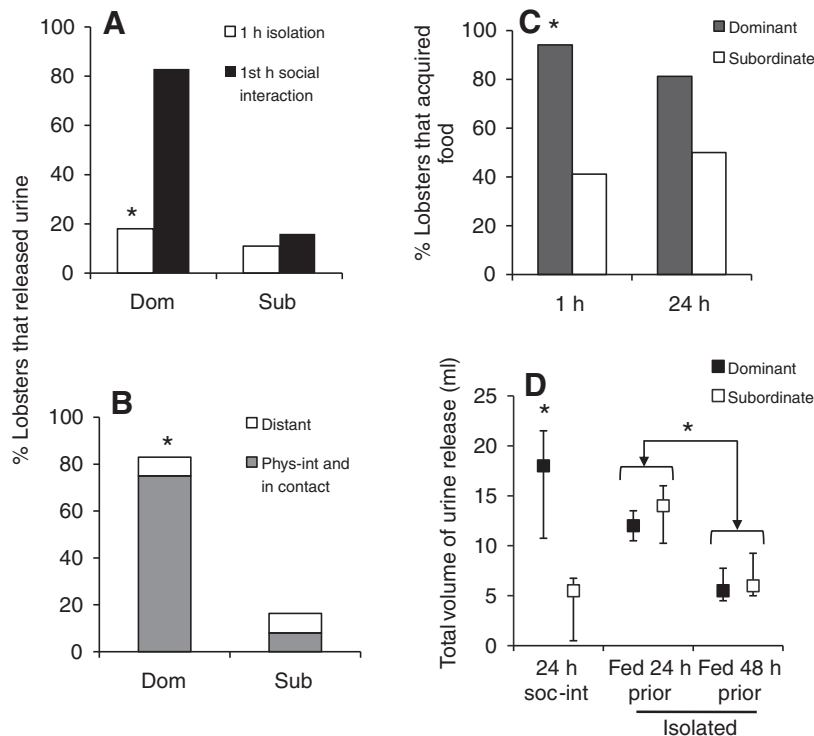 A
100
80
60
40
20
0
1 h isolation
1st h social
interaction
*
Dom
Sub
% Lobsters that released urine
B
100
80
60
40
20
0
Distant
Phys-int and
in contact
*
Dom
Sub
C
100
80
60
40
20
0
% Lobsters that acquired
food
Dominant
Subordinate
*
1 h
24 h
D
25
20
15
10
5
0
Total volume of urine release (ml)
Dominant
Subordinate
*
*
24 h
soc-int
Fed 24 h
prior
Fed 48 h
prior
Isolated